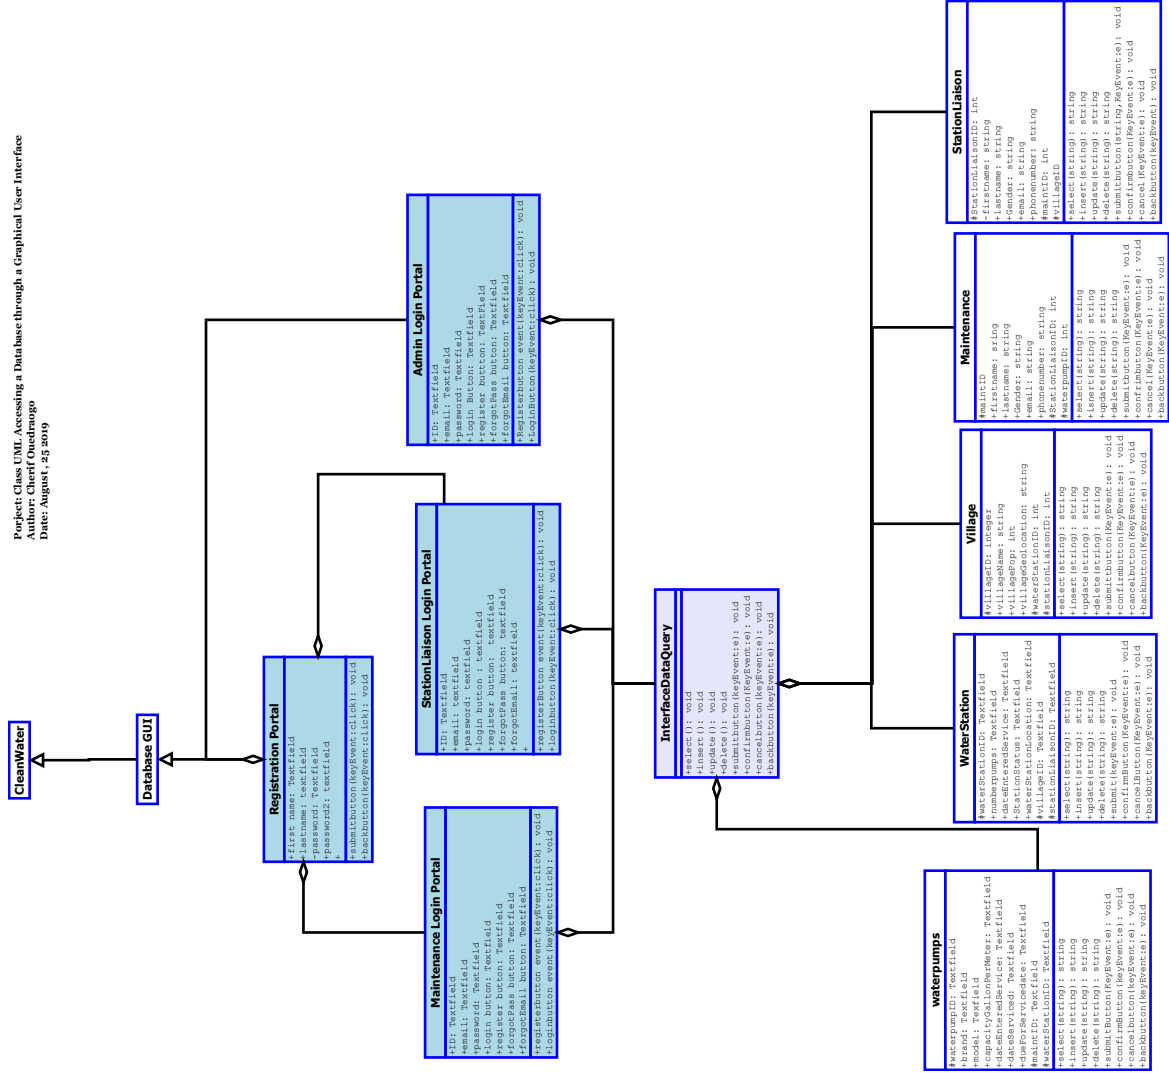 Porject: Class UML Accessing a Database through a Graphical User Interface
Author: Cherif Ouedraogo
Date: August , 25 2019
CleanWater
Database GUI
Registration Portal
+first name: Textfield
+lastname: textfield
-password: Textfield
+password2: textfield
+
+submitbutton(keyEvent:click): void
+backbutton(keyEvent:click): void
Maintenance Login Portal
+ID: Textfield
+email: Textfield
+password: Textfield
+login button: Textfield
+register button: Textfield
+forgotPass button: Textfield
+forgotEmail button: Textfield
+registerbutton event(keyEvent:click): void
+loginbutton event(keyEvent:click): void
StationLiaison Login Portal
+ID: Textfield
+email: textfield
+password: textfield
+login button : textfield
+register button:  textfield
+forgotPass button: textfield
+forgotEmail: textfield
+
+registerButton event(keyEvent:click): void
+loginbutton(keyEvent:click): void
Admin Login Portal
+ID: Textfield
+email: Textfield
+password: Textfield
+login Button: Textfield
+register buttton: TextField
+forgotPass button: Textfield
+forgotEmail button: Textfield
+Registerbutton event(keyEvent:click): void
+LoginButton(keyEvent:click): void
InterfaceDataQuery
+select(): void
+insert(): void
+update(): void
+delete(): void
+submitbutton(keyEvent:e): void
+confirmbutton(keyEvent:e): void
+cancelbutton(keyEvent:e): void
+backbutton(keyEvent:e): void
waterpumps
#waterpumpID: Textfield
+brand: Textfield
+model: Texfield
+capacityGallonPerMeter: Textfield
+dateEnteredService: Textfield
+dateServiced: Textfield
+dueForServicedate: Textfield
#maintID: Textfield
#waterStationID: Textfield
+select(string): string
+insert(string): string
+update(string): string
+delete(string): string
+submitButton(KeyEvent:e): void
+confirmButton(keyEvent:e): void
+cancelbutton(keyEvent:e): void
+backbutton(keyEvent:e): void
WaterStation
#waterStationID: Textfield
+numberpumps: Textfield
+dateEnteredService: Textfield
+StationStatus: Textfield
+waterStationLocation: Textfield
#villageID: Textfield
#stationLiaisonID: Textfield
+select(string): string
+insert(string): string
+update(string): string
+delete(string): string
+submit(keyEvent:e): void
+confirmButton(KeyEvent:e): void
+cancelButton(KeyEvent:e): void
+backbutton(KeyEvent:e): void
Village
#villageID: integer
+villageName: string
+villagePop: int
+villageGeolocation: string
#waterStationID: int
#stationLiaisonID: int
+select(string): string
+insert(string): string
+update(string): string
+delete(string): string
+submittbutton(KeyEvent:e): void
+confirmbutton(KeyEvent:e): void
+cancelbutton(KeyEvent:e): void
+backbutton(KeyEvent:e): void
Maintenance
#maintID
+firstname: sring
+lastname: string
+Gender: string
+email: string
+phonenumber: string
#StationLiaisonID: int
#waterpumpID: int
+select(string): string
+isnert(string): string
+update(string): string
+delete(string): string
+submitbutton(KeyEvent:e): void
+confrimbutton(KeyEvent:e): void
+cancel(KeyEvent:e): void
+backbutton(KeyEvent:e): void
StationLiaison
#StationLiaisonID: int
-firstname: string
+lastname: string
+Gender: string
+email: string
+phonenumber: string
#maintID: int
#villageID
+select(string): string
+insert(string): string
+update(string): string
+delete(string): string
+submitbutton(string,KeyEvent:e): void
+confirmbutton(KeyEvent:e): void
+cancel(KeyEvent:e): void
+backbutton(keyEvent): void